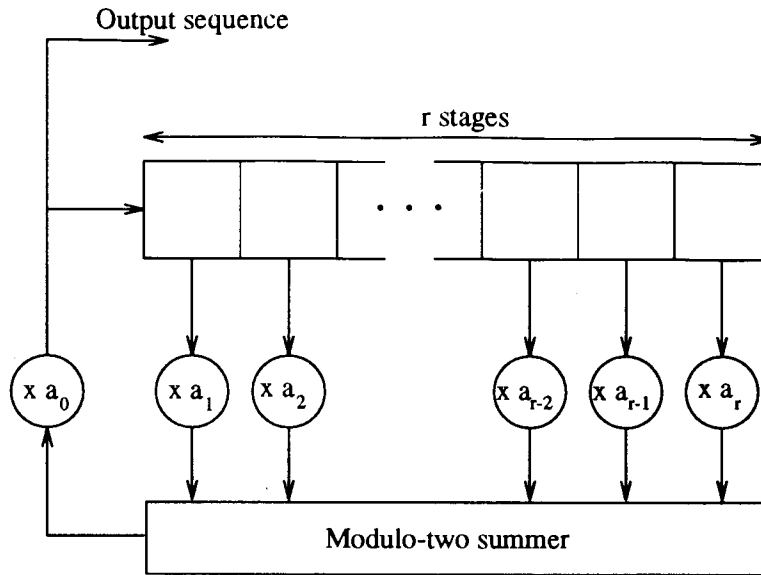 Output sequence
r stages
. . .
x a₀
x a₁
x a₂
x aᵣ₋₂
x aᵣ₋₁
x aᵣ
Modulo-two summer